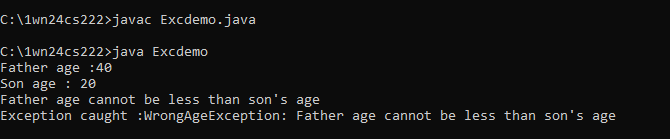 C:\1wn24cs222>javac Excdemo.java
C:\1wn24cs222>java Excdemo
Father age :40
Son age : 20
Father age cannot be less than son's age
Exception caught :WrongAgeException: Father age cannot be less than son's age